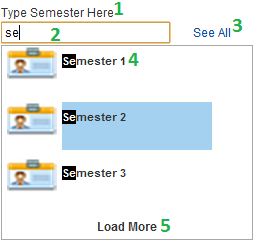 Type Semester Here 1
se 2 See All 3
Semester 1 4
Semester 2
Semester 3
Load More 5